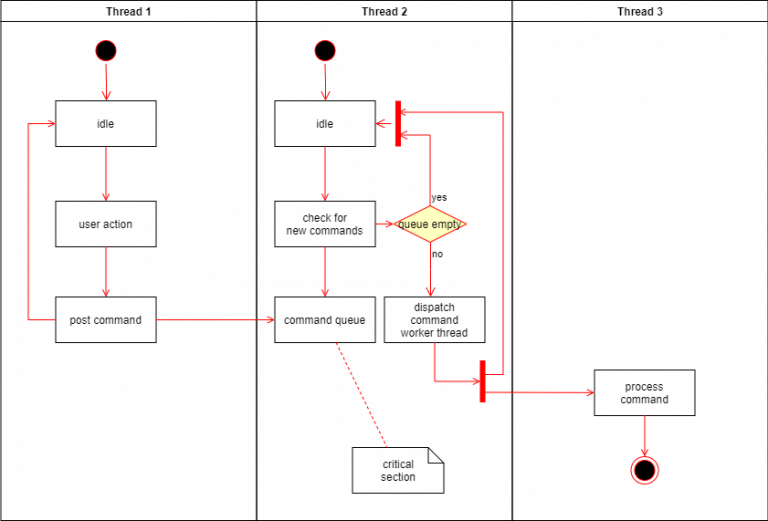 Thread 1
Thread 2
Thread 3
idle
user action
post command
idle
check for
new commands
command queue
yes
queue empty
no
dispatch
command
worker thread
critical
section
process
command